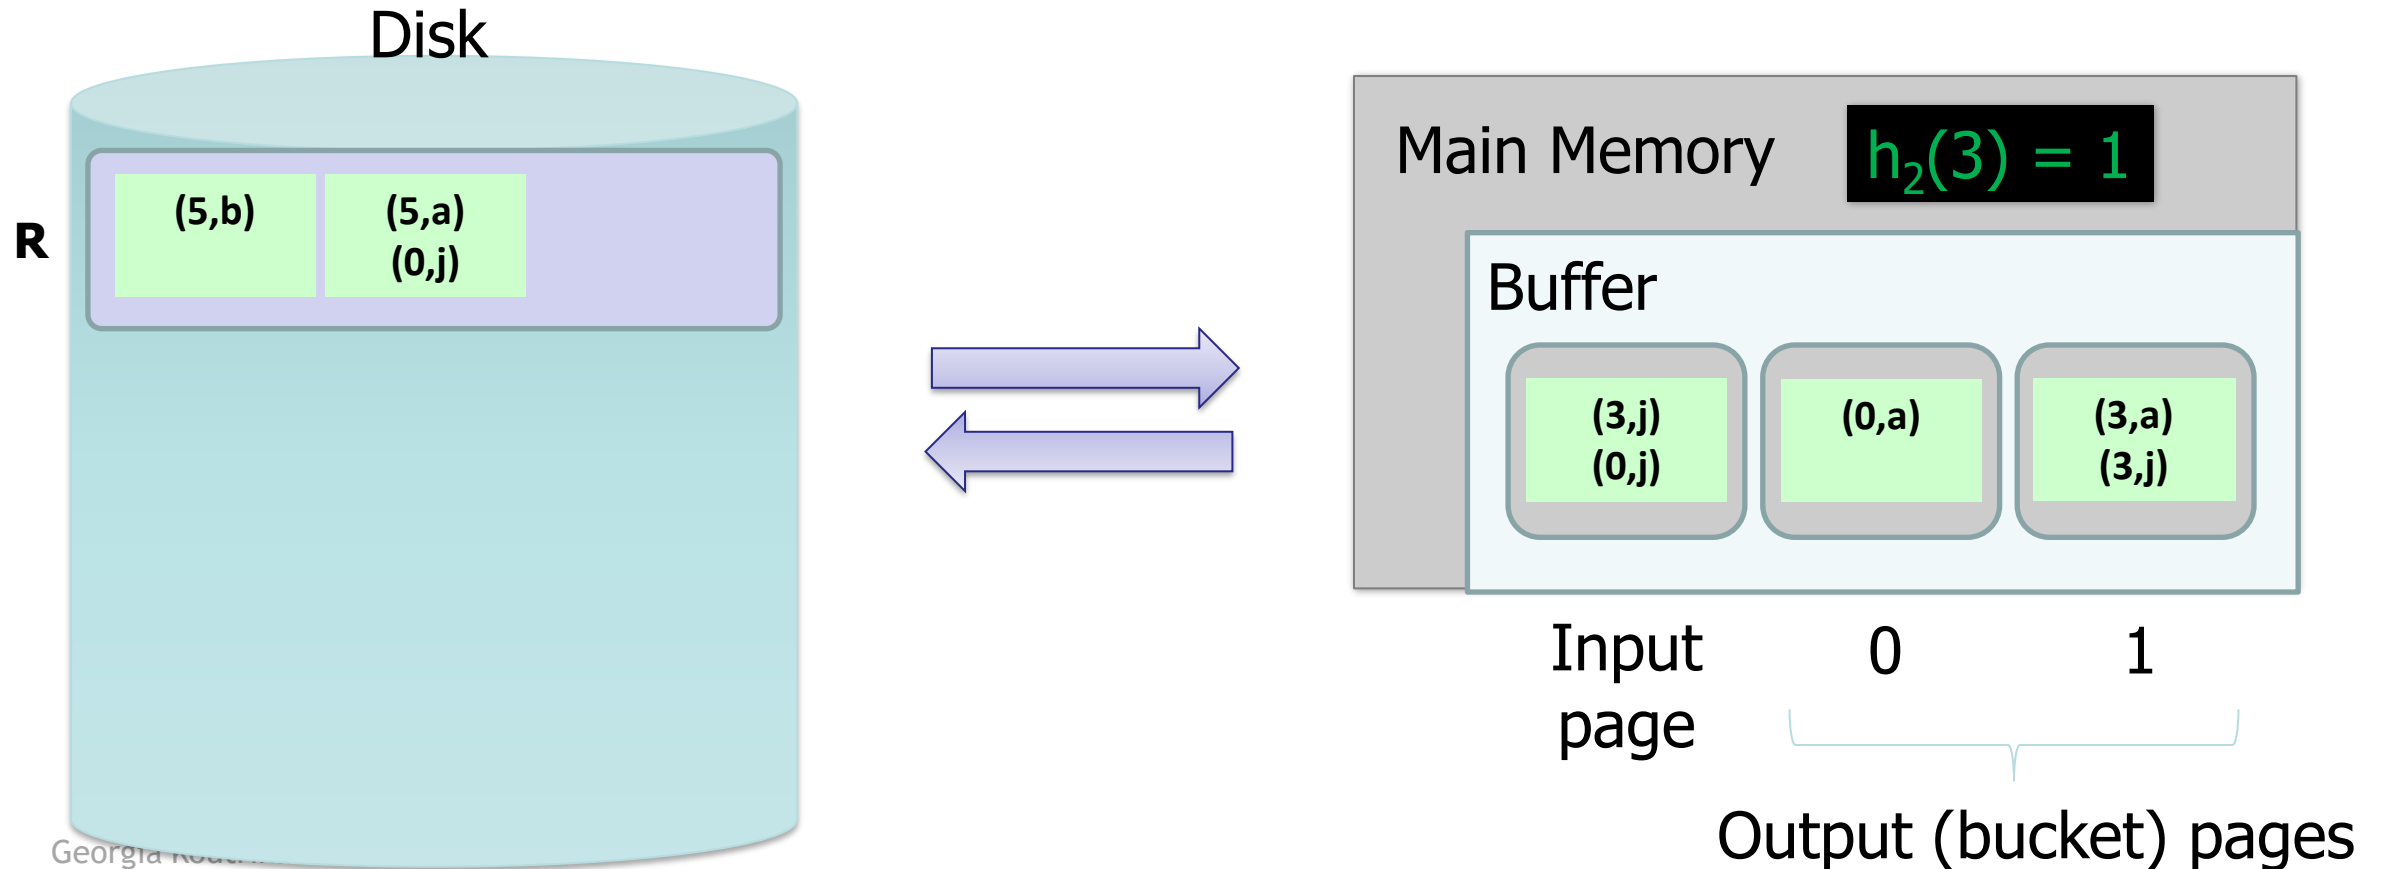 Disk
R
(5,b)
(5,a)
(0,j)
Main Memory
h₂(3) = 1
Buffer
(3,j)
(0,j)
(0,a)
(3,a)
(3,j)
Input
page
0
1
Output (bucket) pages
Georgia